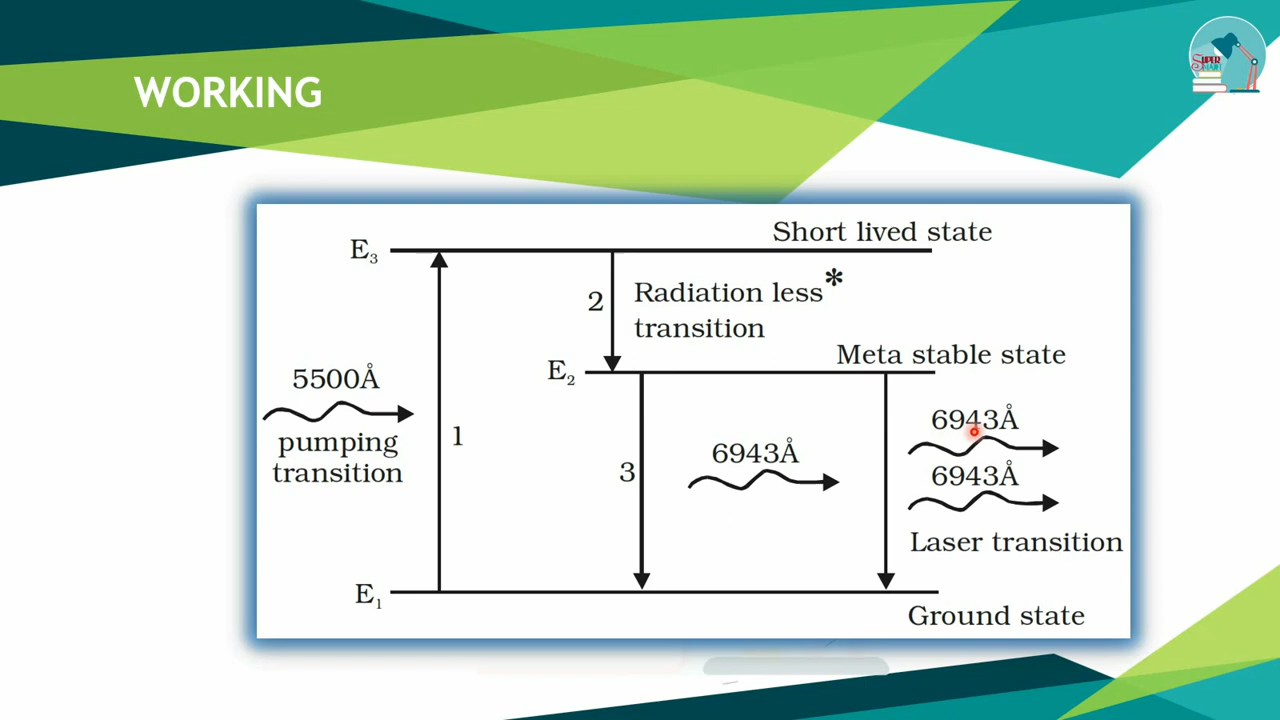 WORKING
SUPER
Short lived state
E₃
2
Radiation less*
transition
Meta stable state
E₂
5500Å
pumping
transition
1
3
6943Å
6943Å
6943Å
Laser transition
E₁
Ground state